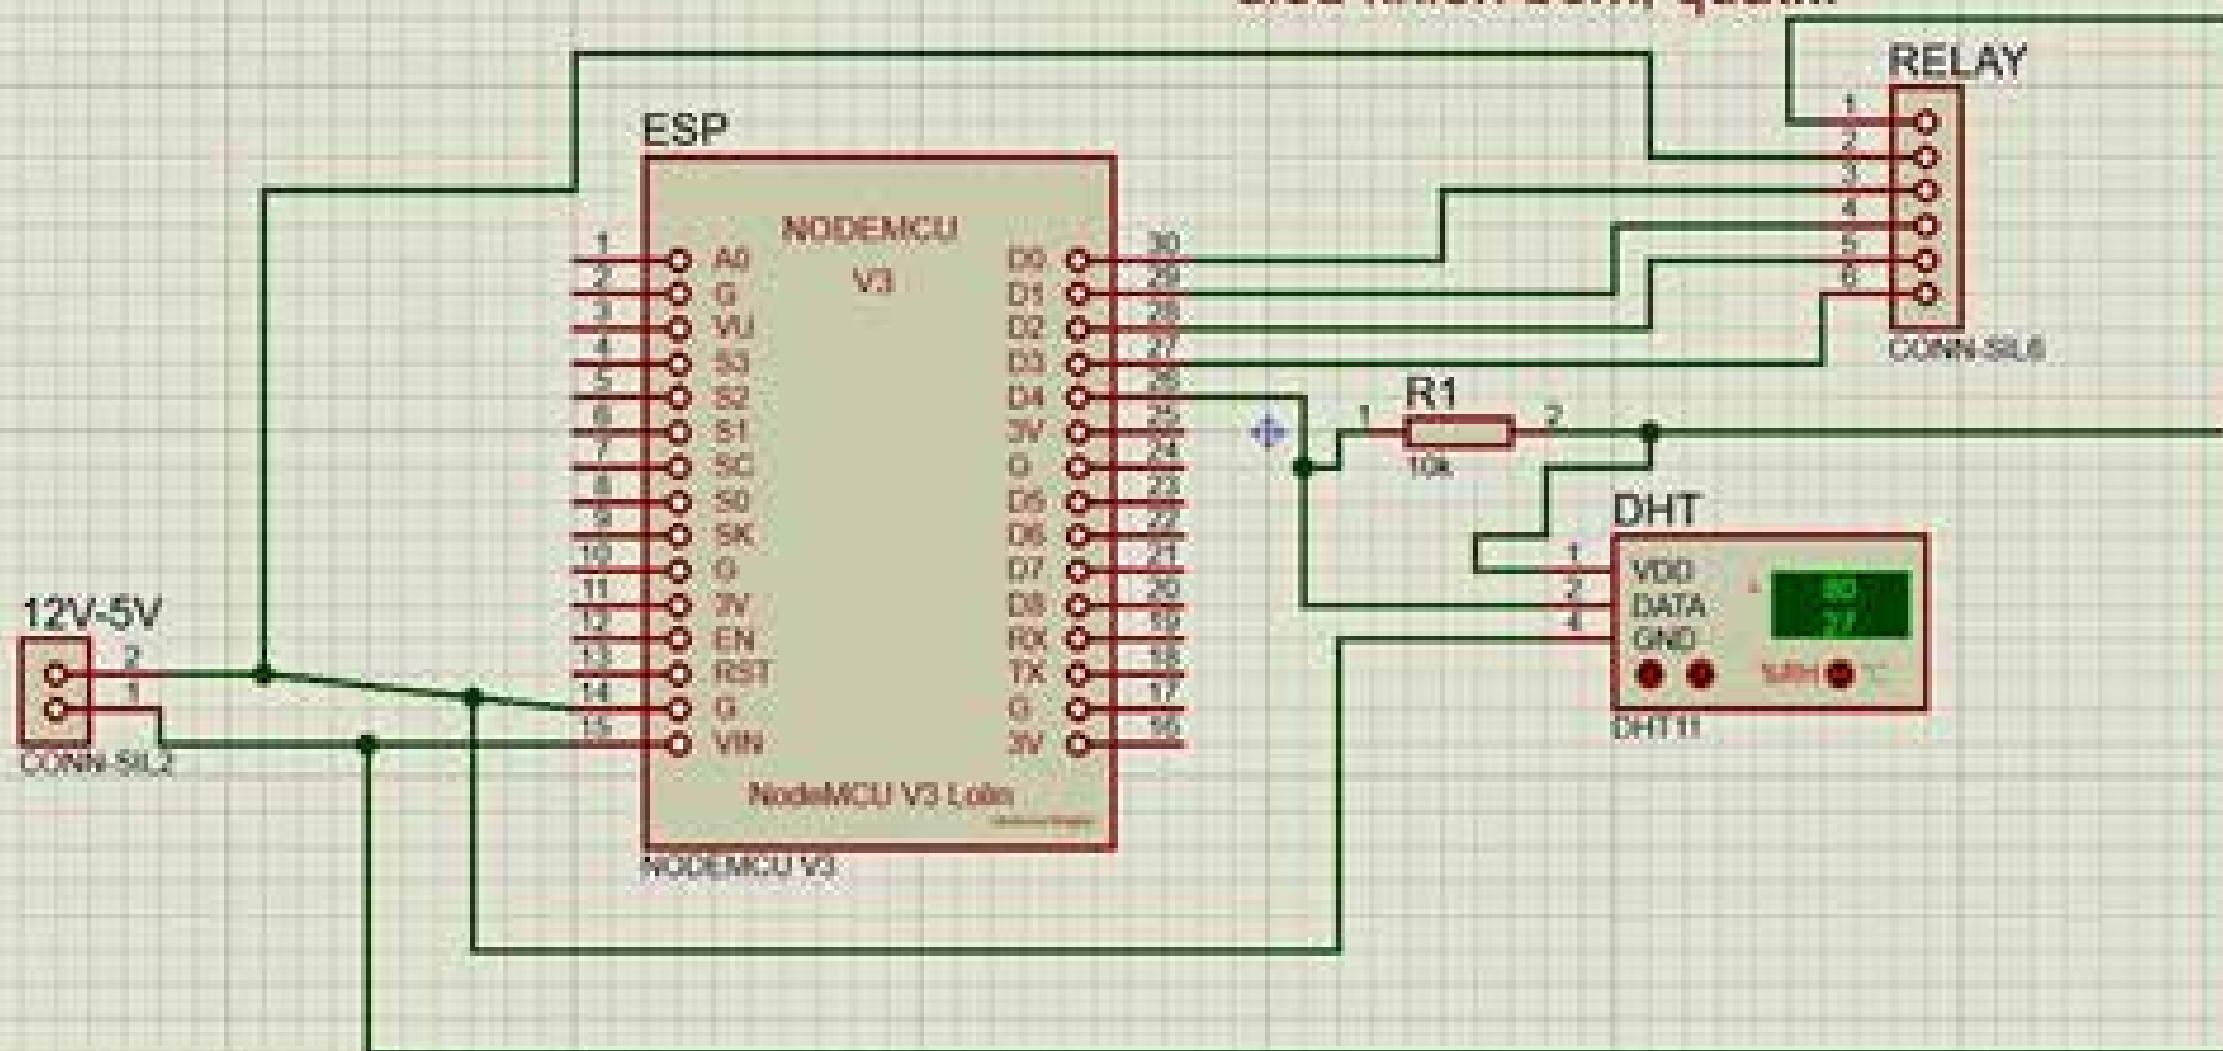 RELAY
1
2
3
4
5
6
CONN-SIL6
ESP
NODEMCU
V3
1 A0
2 G
3 VU
4 S3
5 S2
6 S1
7 SC
8 S0
9 SK
10 G
11 3V
12 EN
13 RST
14 G
15 VIN
D0 30
D1 29
D2 28
D3 27
D4 26
3V 25
G 24
D5 23
D6 22
D7 21
D8 20
RX 19
TX 18
G 17
3V 16
NodeMCU V3 Lolin
NODEMCU V3
R1
1 2
10k
DHT
1 VDD
2 DATA
4 GND
80
27
%RH °C
DHT11
12V-5V
2
1
CONN-SIL2